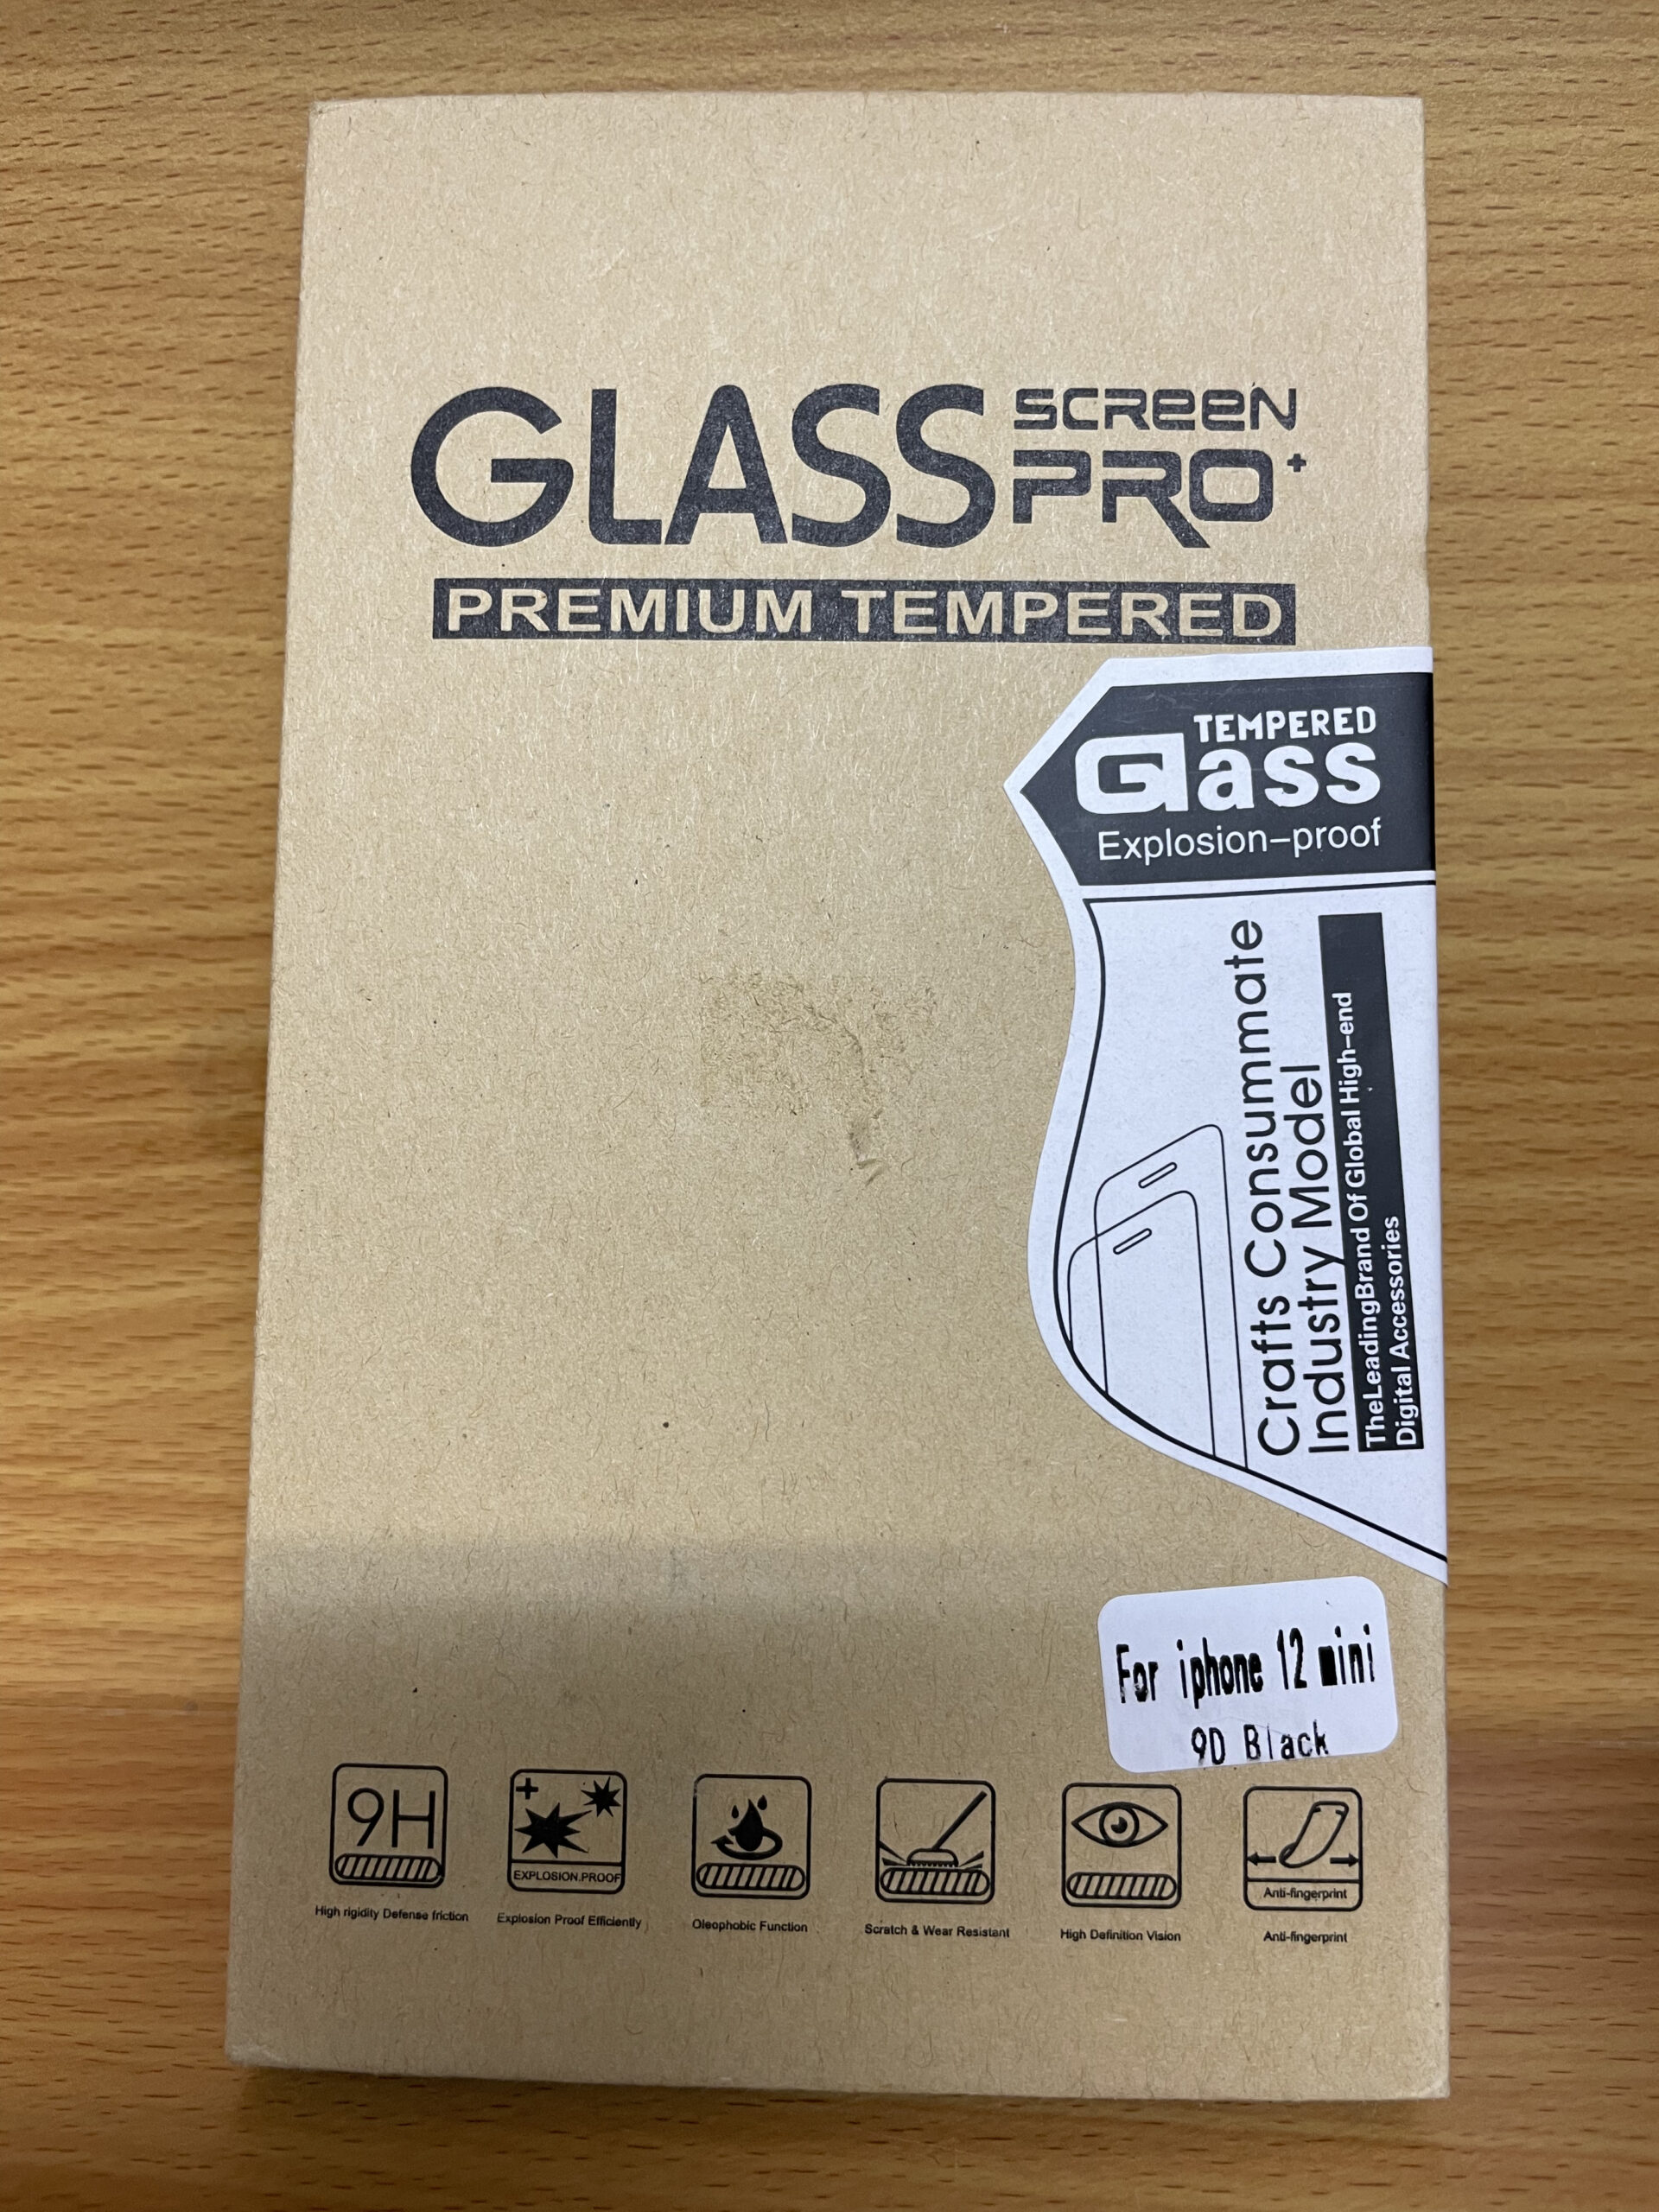 GLASS SCREEN PRO+
PREMIUM TEMPERED
TEMPERED
Glass
Explosion-proof
Crafts Consummate
Industry Model
TheLeadingBrand Of Global High-end
Digital Accessories
For iphone 12 mini
9D Black
9H
EXPLOSION.PROOF
Anti-fingerprint
High rigidity Defense friction
Explosion Proof Efficiently
Oleophobic Function
Scratch & Wear Resistant
High Definition Vision
Anti-fingerprint